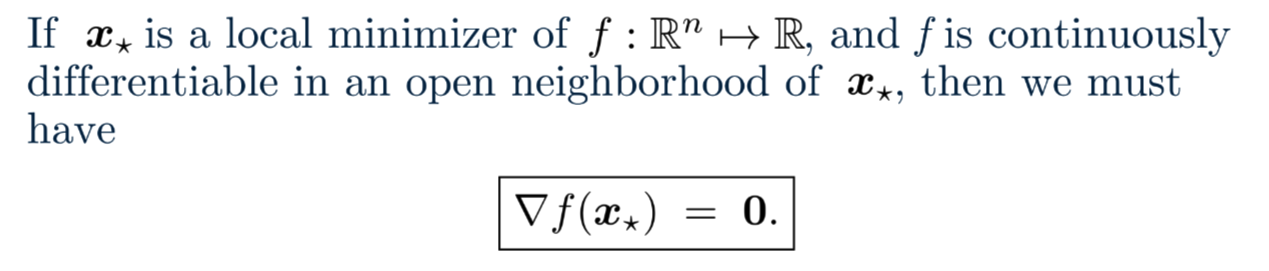 If x⋆ is a local minimizer of f : ℝⁿ ↦ ℝ, and f is continuously
differentiable in an open neighborhood of x⋆, then we must
have
∇f(x⋆) = 0.